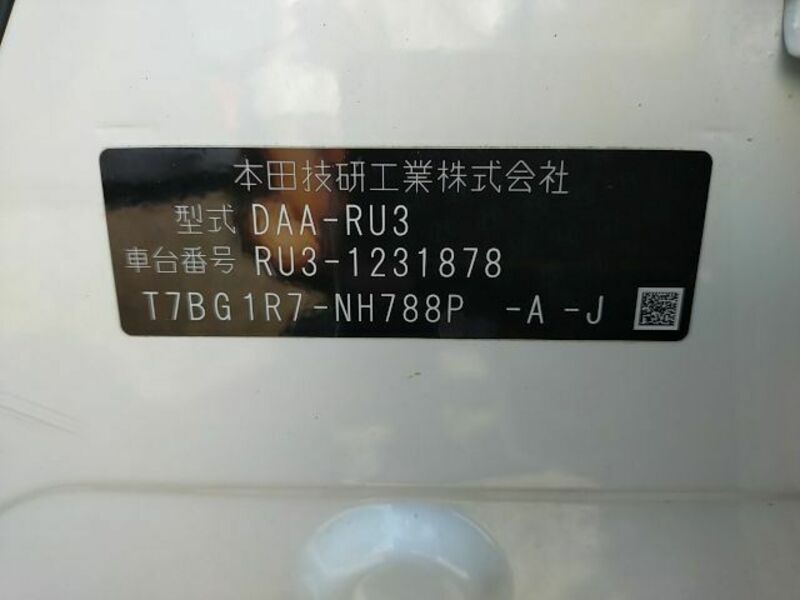 本田技研工業株式会社
型式 DAA-RU3
車台番号 RU3-1231878
T7BG1R7-NH788P -A -J